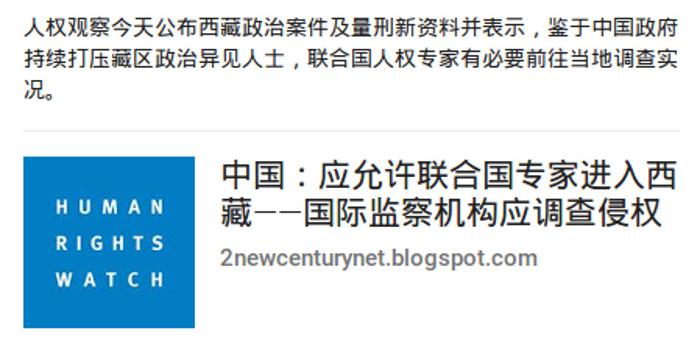 人权观察今天公布西藏政治案件及量刑新资料并表示，鉴于中国政府
持续打压藏区政治异见人士，联合国人权专家有必要前往当地调查实
况。
HUMAN
RIGHTS
WATCH
中国：应允许联合国专家进入西
藏——国际监察机构应调查侵权
2newcenturynet.blogspot.com